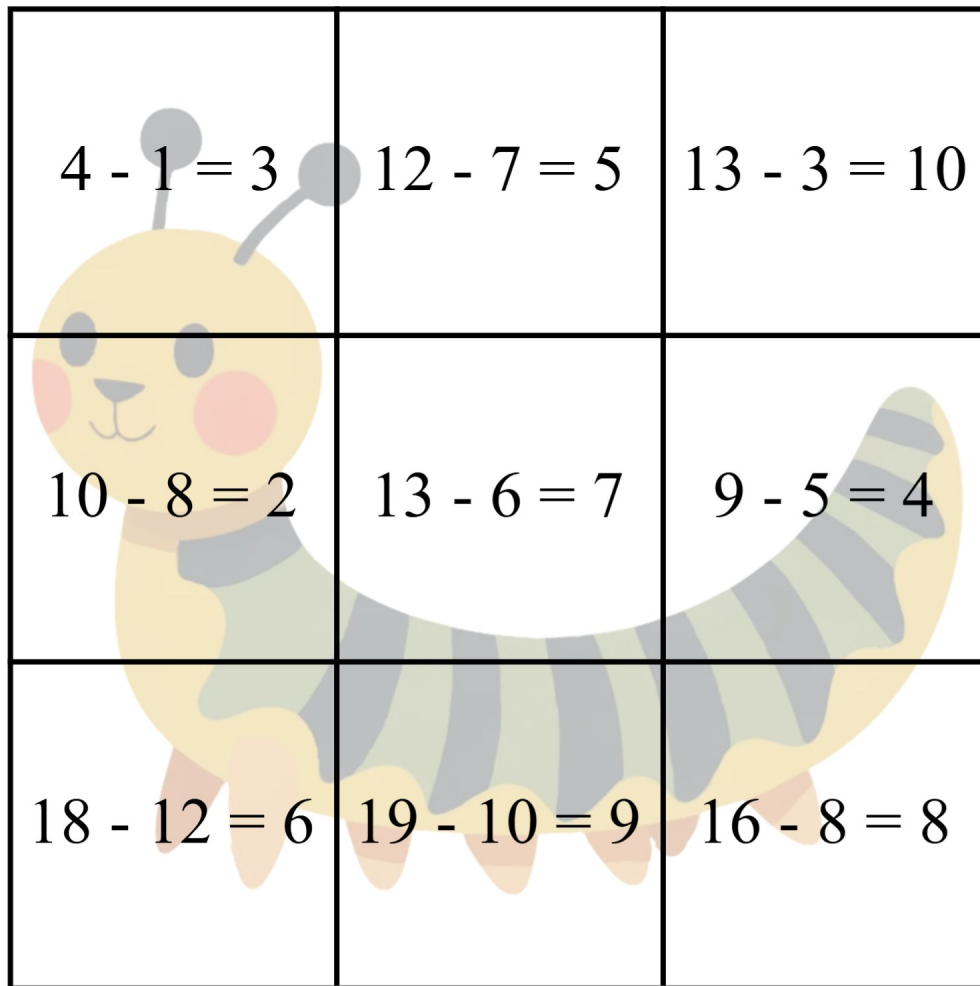 4 - 1 = 3
12 - 7 = 5
13 - 3 = 10
10 - 8 = 2
13 - 6 = 7
9 - 5 = 4
18 - 12 = 6
19 - 10 = 9
16 - 8 = 8